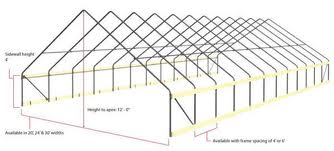 Sidewall height
4'
Height to apex: 12' - 0"
Available in 20', 24' & 30' widths
Available with frame spacing of 4' or 6'